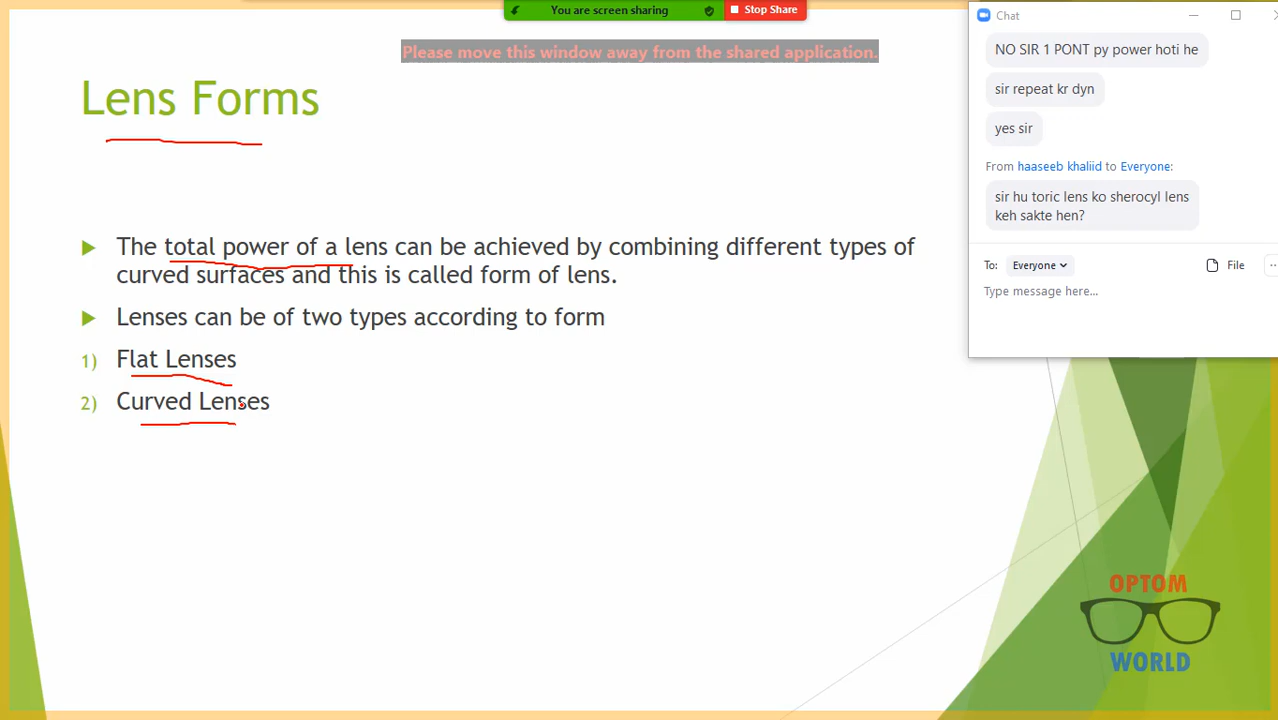 You are screen sharing
Stop Share
Please move this window away from the shared application.
Lens Forms
The total power of a lens can be achieved by combining different types of
curved surfaces and this is called form of lens.
Lenses can be of two types according to form
1) Flat Lenses
2) Curved Lenses
Chat
NO SIR 1 PONT py power hoti he
sir repeat kr dyn
yes sir
From haaseeb khaliid to Everyone:
sir hu toric lens ko sherocyl lens
keh sakte hen?
To: Everyone
File
Type message here...
OPTOM
WORLD